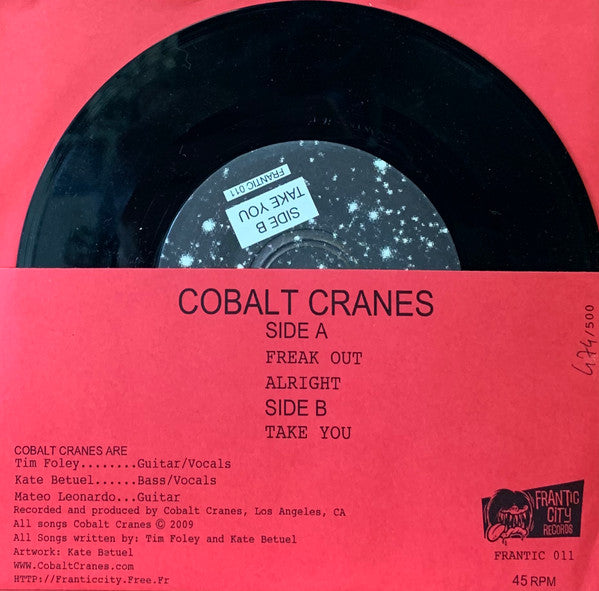 SIDE B
TAKE YOU
FRANTIC 011
COBALT CRANES
SIDE A
FREAK OUT
ALRIGHT
SIDE B
TAKE YOU
474/500
COBALT CRANES ARE
Tim Foley........Guitar/Vocals
Kate Betuel......Bass/Vocals
Mateo Leonardo...Guitar
Recorded and produced by Cobalt Cranes, Los Angeles, CA
All songs Cobalt Cranes © 2009
All Songs written by: Tim Foley and Kate Betuel
Artwork: Kate Betuel
WWW.CobaltCranes.com
HTTP://Franticcity.Free.Fr
FRANTIC
CITY
RECORDS
FRANTIC 011
45 RPM